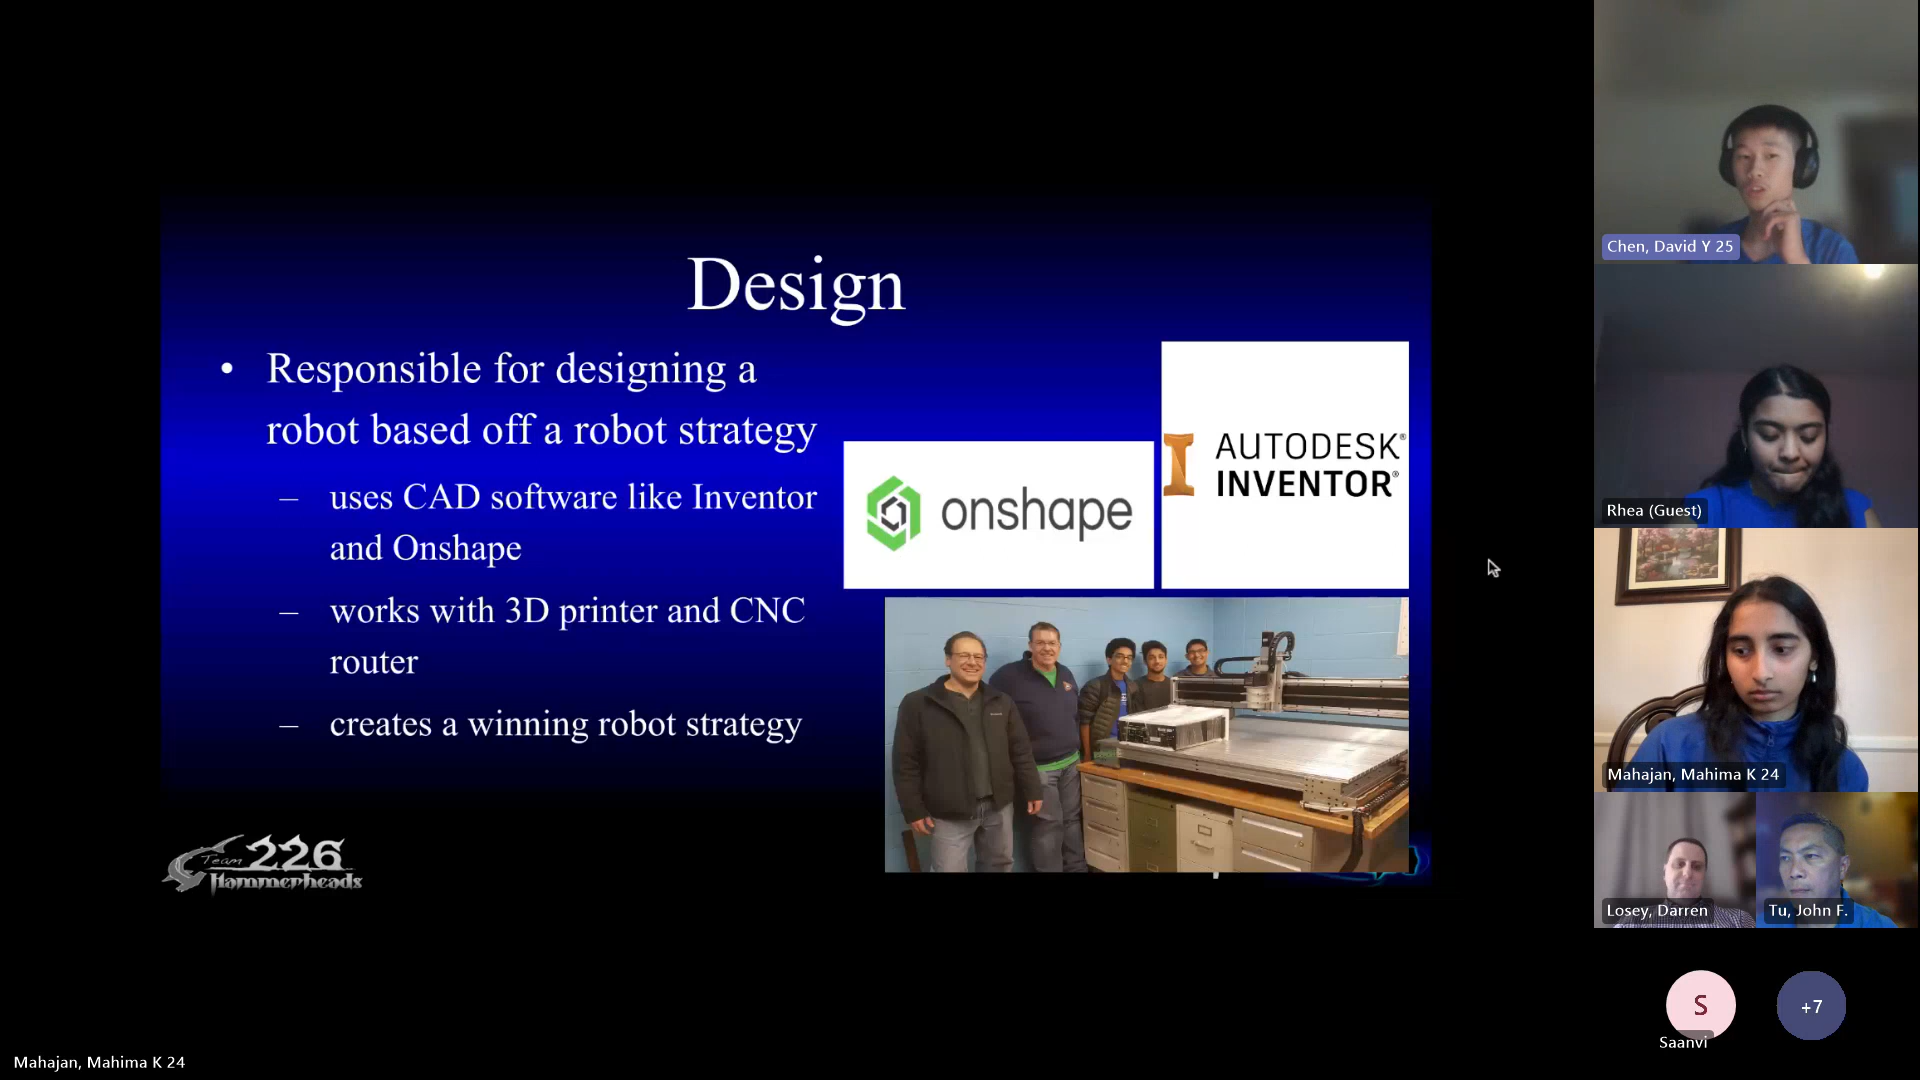 Design
• Responsible for designing a
robot based off a robot strategy
– uses CAD software like Inventor
and Onshape
– works with 3D printer and CNC
router
– creates a winning robot strategy
onshape
AUTODESK®
INVENTOR®
Team 226
Hammerheads
Chen, David Y 25
Rhea (Guest)
Mahajan, Mahima K 24
Losey, Darren
Tu, John F.
S
Saanvi
+7
Mahajan, Mahima K 24